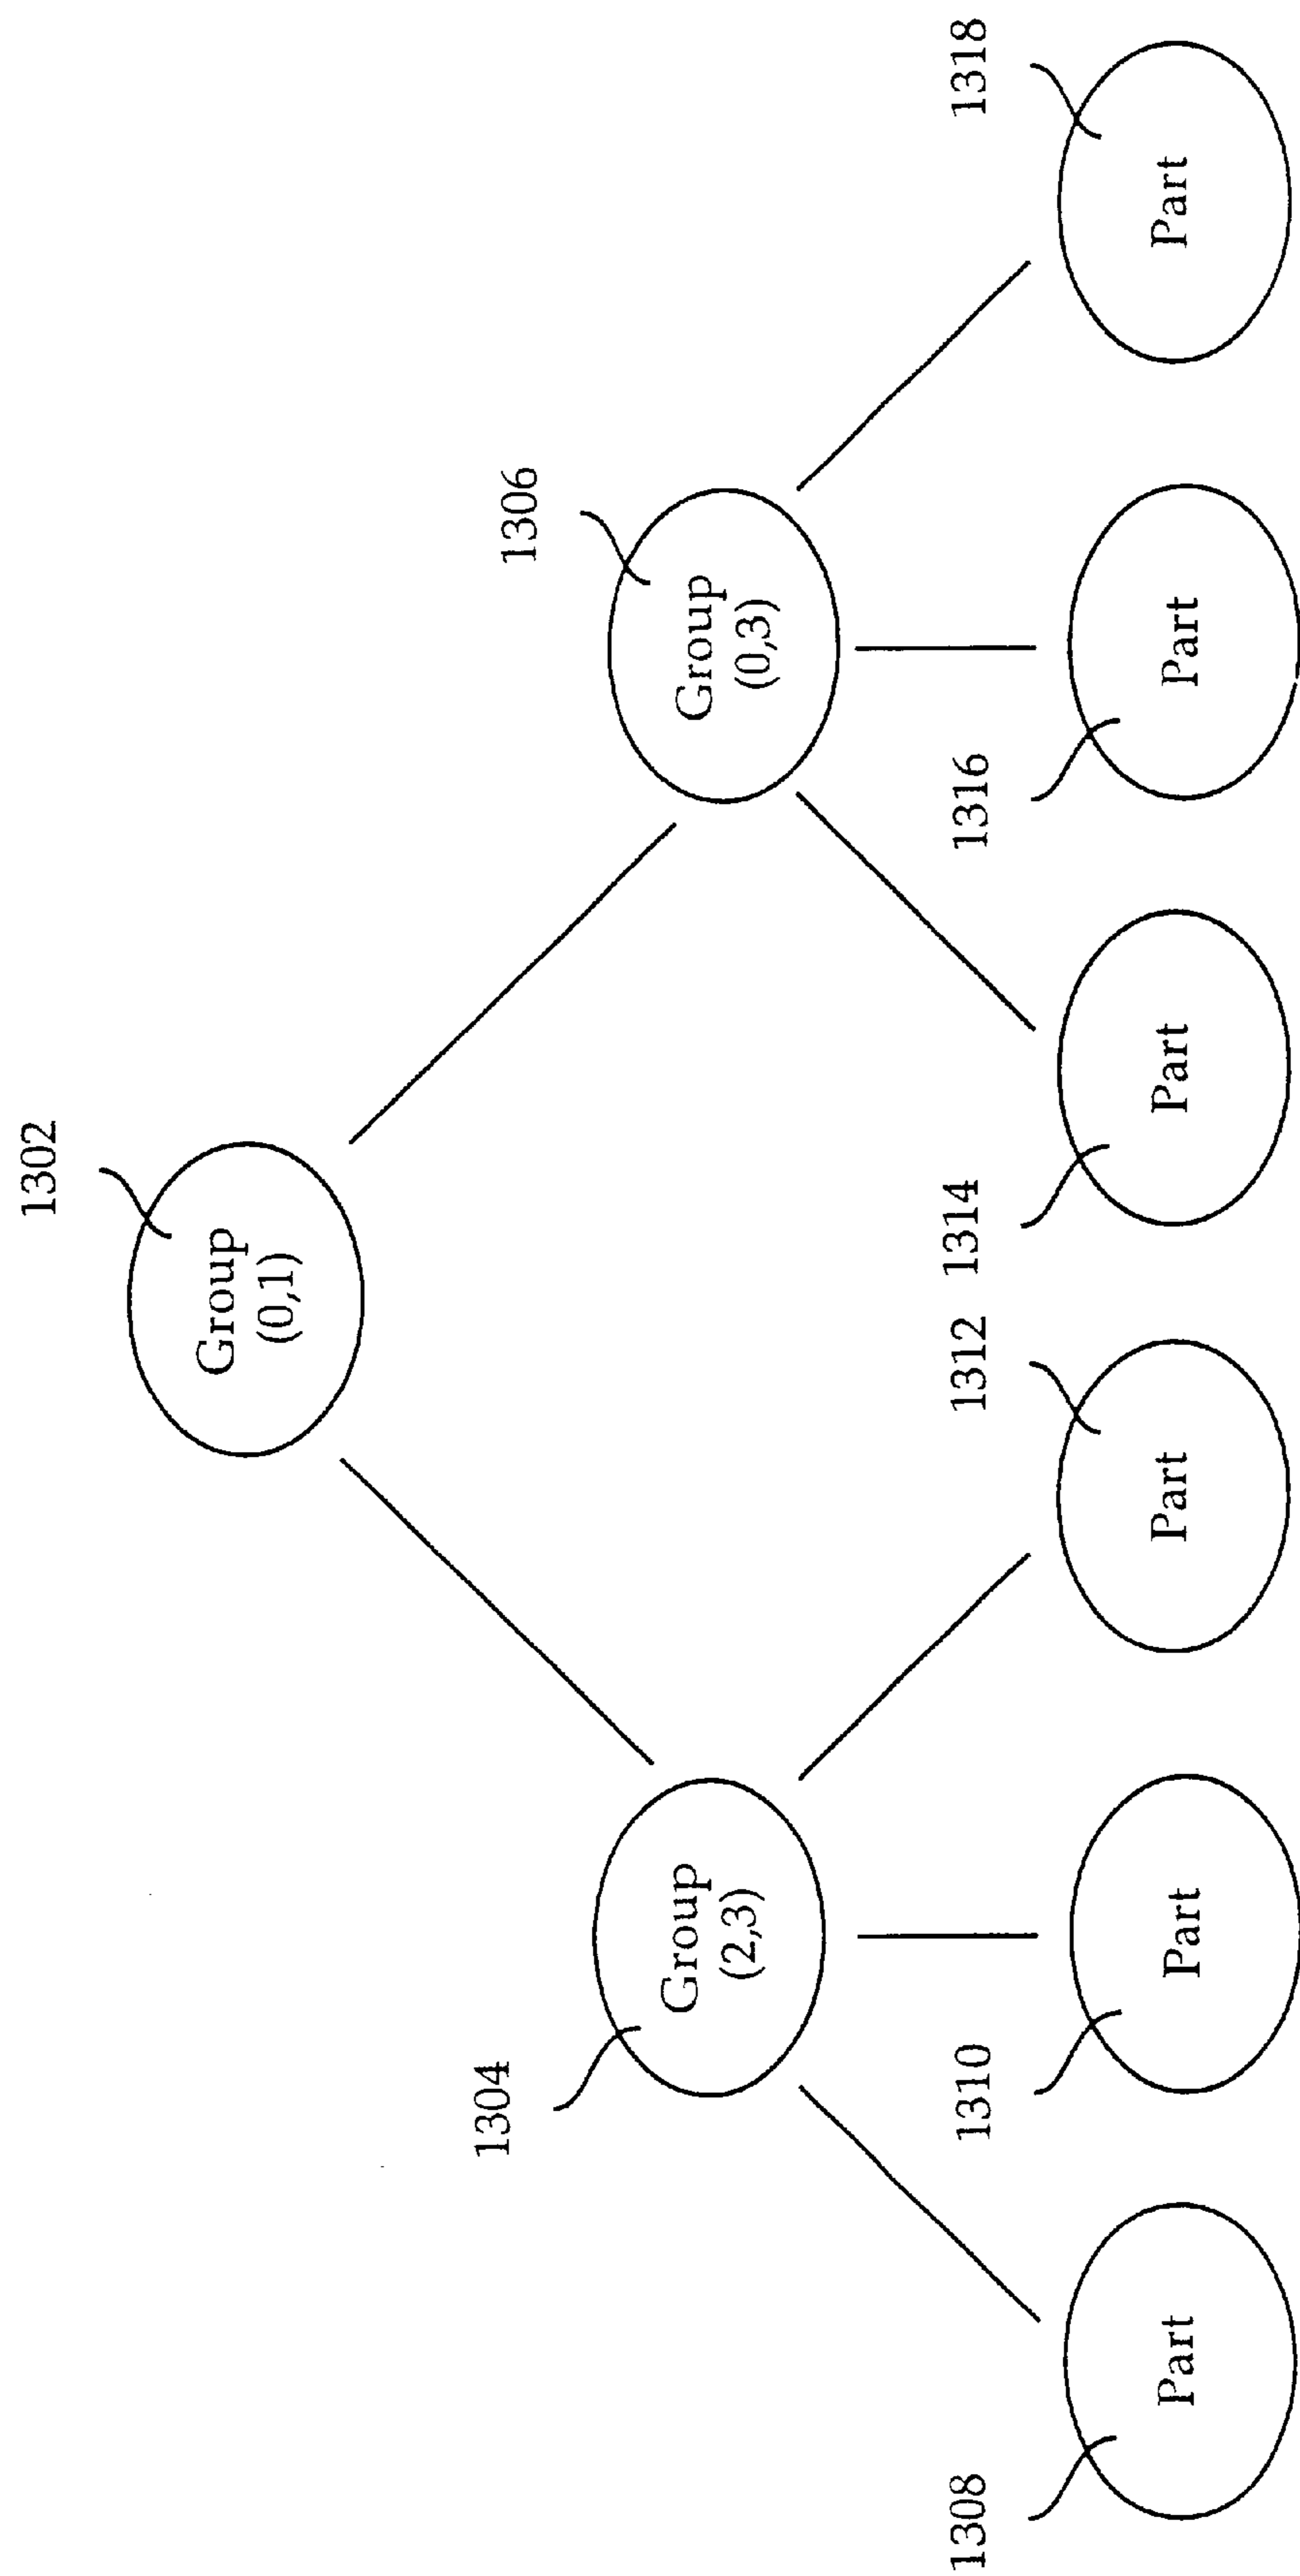 1302
Group
(0,1)
1304
Group
(2,3)
1306
Group
(0,3)
1308
Part
1310
Part
1312
Part
1314
Part
1316
Part
1318
Part